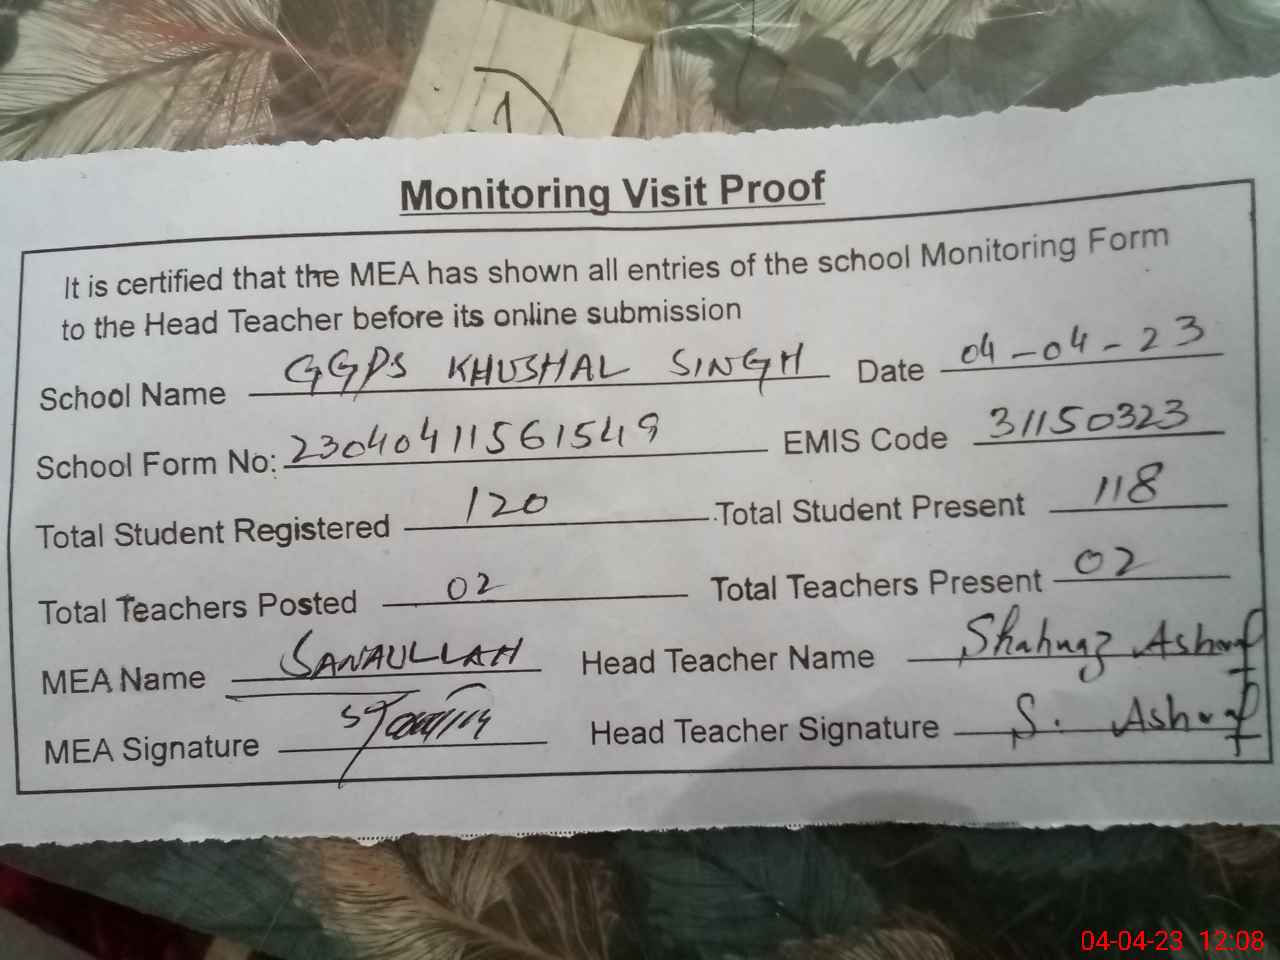 Monitoring Visit Proof
It is certified that the MEA has shown all entries of the school Monitoring Form
to the Head Teacher before its online submission
School Name GGPS KHUSHAL SINGH Date 04-04-23
School Form No: 23040411561549 EMIS Code 31150323
Total Student Registered 120 Total Student Present 118
Total Teachers Posted 02 Total Teachers Present 02
MEA Name SANAULLAH Head Teacher Name Shahnaz Ashraf
MEA Signature Head Teacher Signature S. Ashraf
04-04-23 12:08